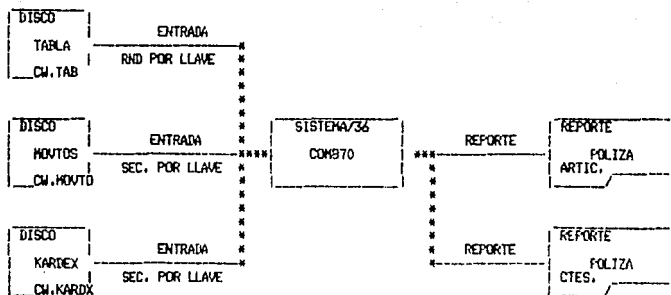 DISCO
TABLA
CW.TAB
ENTRADA
RND POR LLAVE
DISCO
MOVTOS
CW.MOVTO
ENTRADA
SEC. POR LLAVE
DISCO
KARDEX
CW.KARDX
ENTRADA
SEC. POR LLAVE
SISTEMA/36
COM970
REPORTE
REPORTE
POLIZA
ARTIC.
REPORTE
REPORTE
POLIZA
CTES.